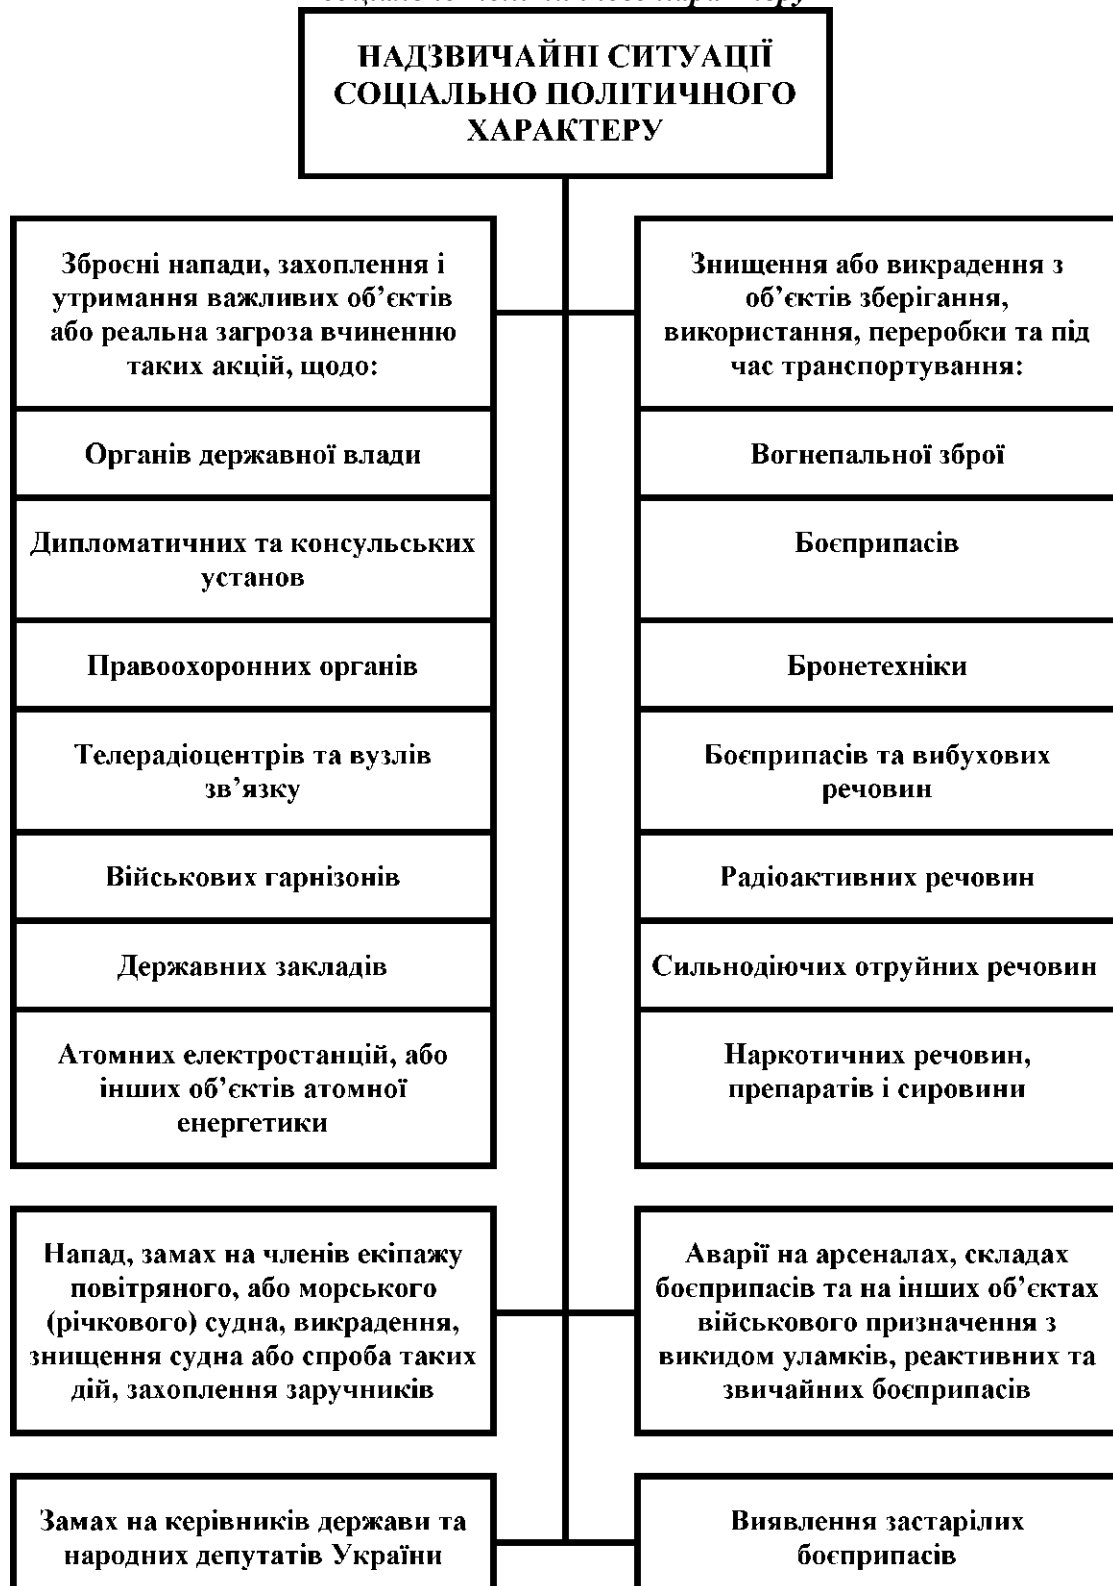 НАДЗВИЧАЙНІ СИТУАЦІЇ
СОЦІАЛЬНО ПОЛІТИЧНОГО
ХАРАКТЕРУ
Зброєні напади, захоплення і
утримання важливих об’єктів
або реальна загроза вчиненню
таких акцій, щодо:
Органів державної влади
Дипломатичних та консульських
установ
Правоохоронних органів
Телерадіоцентрів та вузлів
зв’язку
Військових гарнізонів
Державних закладів
Атомних електростанцій, або
інших об’єктів атомної
енергетики
Знищення або викрадення з
об’єктів зберігання,
використання, переробки та під
час транспортування:
Вогнепальної зброї
Боєприпасів
Бронетехніки
Боєприпасів та вибухових
речовин
Радіоактивних речовин
Сильнодіючих отруйних речовин
Наркотичних речовин,
препаратів і сировини
Напад, замах на членів екіпажу
повітряного, або морського
(річкового) судна, викрадення,
знищення судна або спроба таких
дій, захоплення заручників
Аварії на арсеналах, складах
боєприпасів та на інших об’єктах
військового призначення з
викидом уламків, реактивних та
звичайних боєприпасів
Замах на керівників держави та
народних депутатів України
Виявлення застарілих
боєприпасів